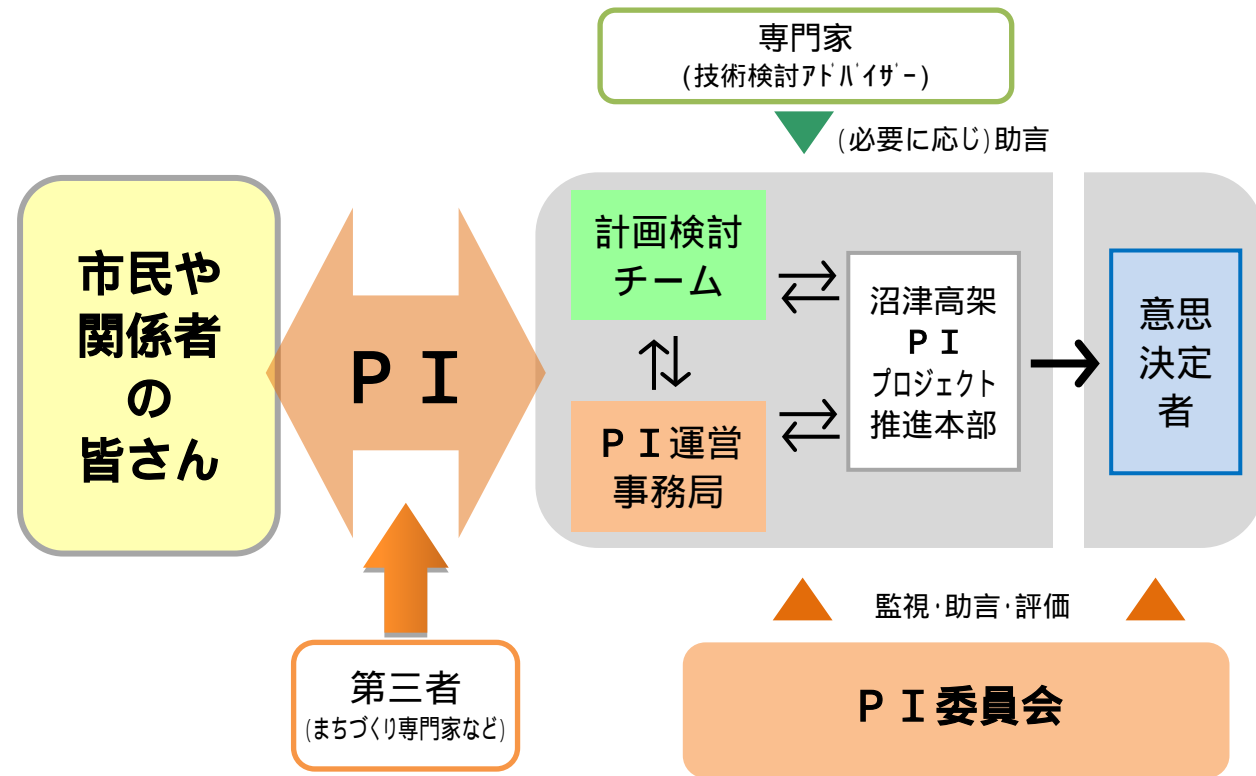 専門家
(技術検討ｱﾄﾞﾊﾞｲｻﾞｰ)
(必要に応じ)助言
市民や
関係者
の
皆さん
ＰＩ
計画検討
チーム
ＰＩ運営
事務局
沼津高架
ＰＩ
プロジェクト
推進本部
意思
決定
者
監視･助言･評価
第三者
(まちづくり専門家など)
ＰＩ委員会